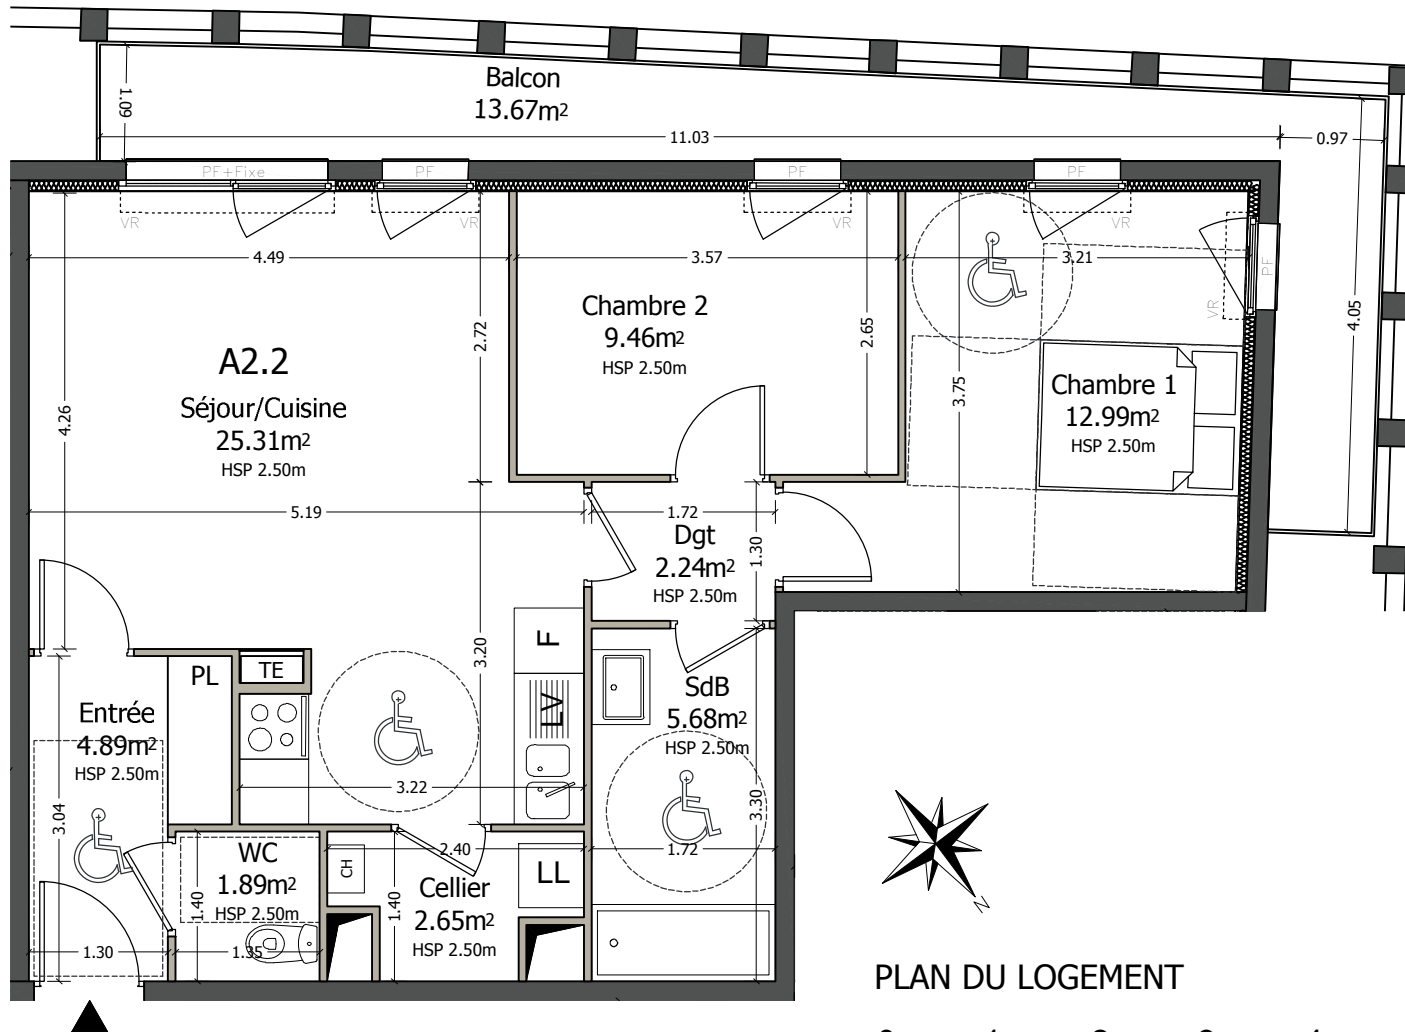 Balcon
13.67m²
1.09
11.03
0.97
PF+Fixe
PF
PF
PF
VR
VR
VR
VR
PF
VR
4.49
3.57
3.21
4.05
2.72
2.65
3.75
4.26
A2.2
Séjour/Cuisine
25.31m²
HSP 2.50m
Chambre 2
9.46m²
HSP 2.50m
Chambre 1
12.99m²
HSP 2.50m
5.19
1.72
1.30
Dgt
2.24m²
HSP 2.50m
3.20
F
LV
PL
TE
Entrée
4.89m²
HSP 2.50m
3.04
SdB
5.68m²
HSP 2.50m
3.30
3.22
2.40
1.72
WC
1.89m²
HSP 2.50m
1.40
1.35
1.30
CH
LL
Cellier
2.65m²
HSP 2.50m
1.40
N
PLAN DU LOGEMENT